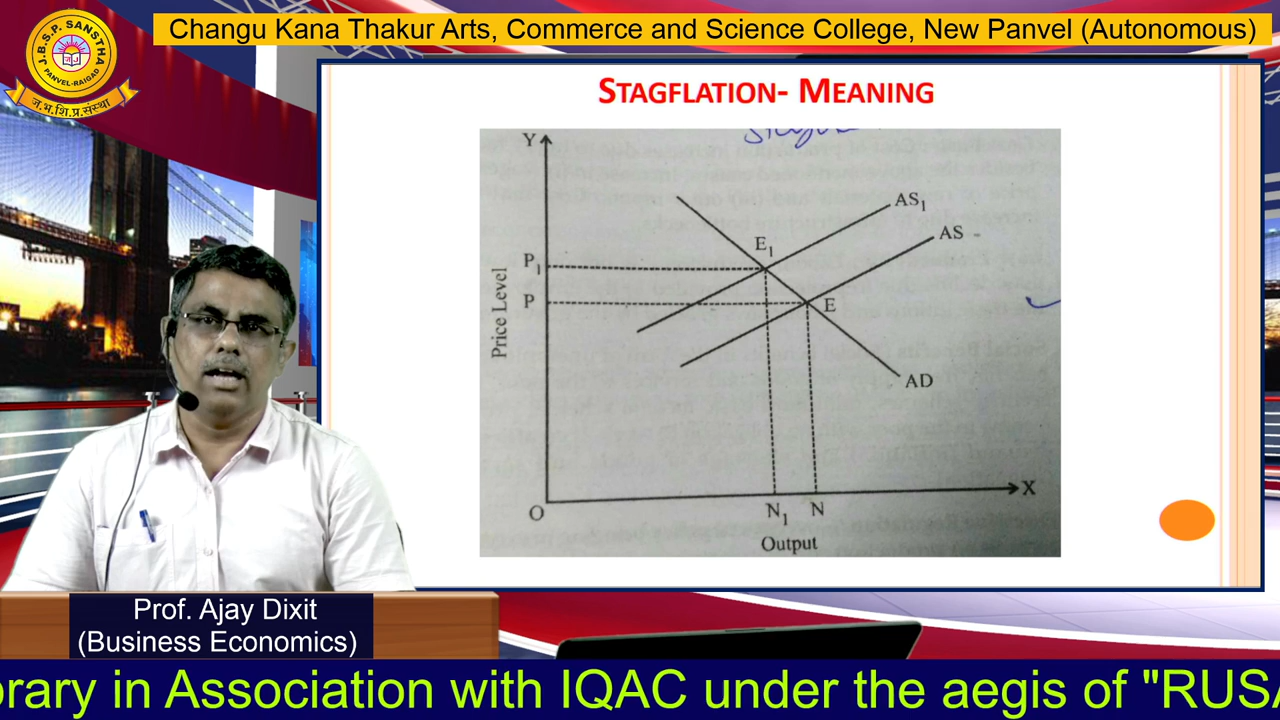 Changu Kana Thakur Arts, Commerce and Science College, New Panvel (Autonomous)
J.B.S.P. SANSTHA
PANVEL-RAIGAD
ज.भ.शि.प्र.संस्था
STAGFLATION- MEANING
Y
AS₁
AS
E₁
P₁
P
E
Price Level
AD
X
O
N₁ N
Output
Prof. Ajay Dixit
(Business Economics)
brary in Association with IQAC under the aegis of "RUSA